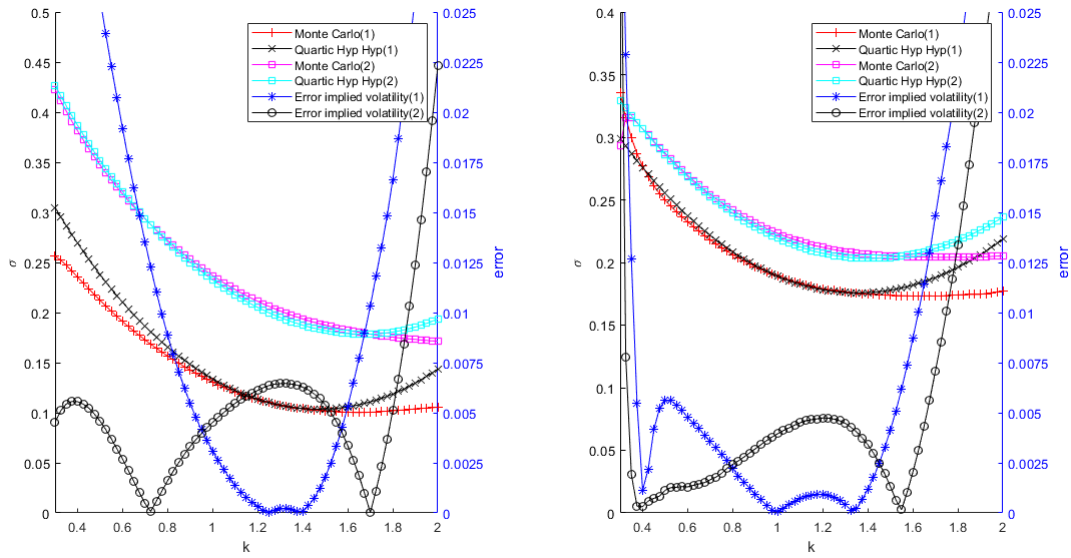 0.5
0.45
0.4
0.35
0.3
0.25
0.2
0.15
0.1
0.05
0
σ
0.4 0.6 0.8 1 1.2 1.4 1.6 1.8 2
k
0.025
0.0225
0.02
0.0175
0.015
0.0125
0.01
0.0075
0.005
0.0025
0
error
Monte Carlo(1)
Quartic Hyp Hyp(1)
Monte Carlo(2)
Quartic Hyp Hyp(2)
Error implied volatility(1)
Error implied volatility(2)
0.4
0.35
0.3
0.25
0.2
0.15
0.1
0.05
0
σ
0.4 0.6 0.8 1 1.2 1.4 1.6 1.8 2
k
0.025
0.0225
0.02
0.0175
0.015
0.0125
0.01
0.0075
0.005
0.0025
0
error
Monte Carlo(1)
Quartic Hyp Hyp(1)
Monte Carlo(2)
Quartic Hyp Hyp(2)
Error implied volatility(1)
Error implied volatility(2)